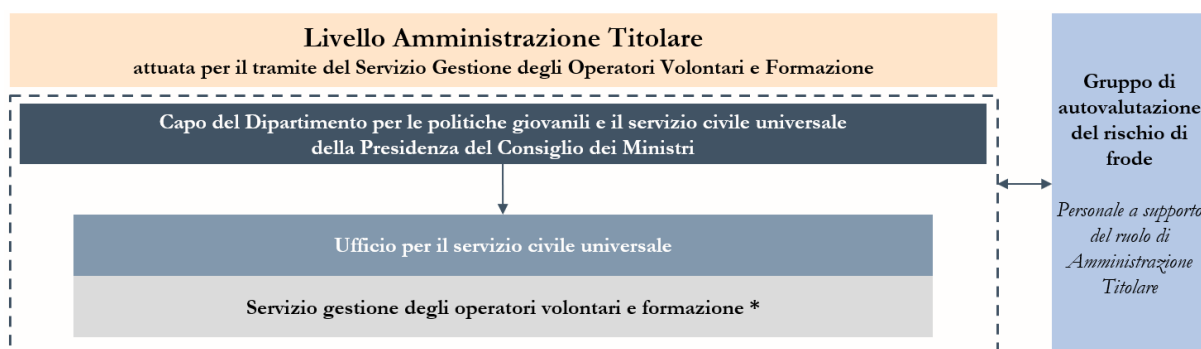 Livello Amministrazione Titolare
attuata per il tramite del Servizio Gestione degli Operatori Volontari e Formazione
Capo del Dipartimento per le politiche giovanili e il servizio civile universale
della Presidenza del Consiglio dei Ministri
Ufficio per il servizio civile universale
Servizio gestione degli operatori volontari e formazione *
Gruppo di
autovalutazione
del rischio di
frode
Personale a supporto
del ruolo di
Amministrazione
Titolare